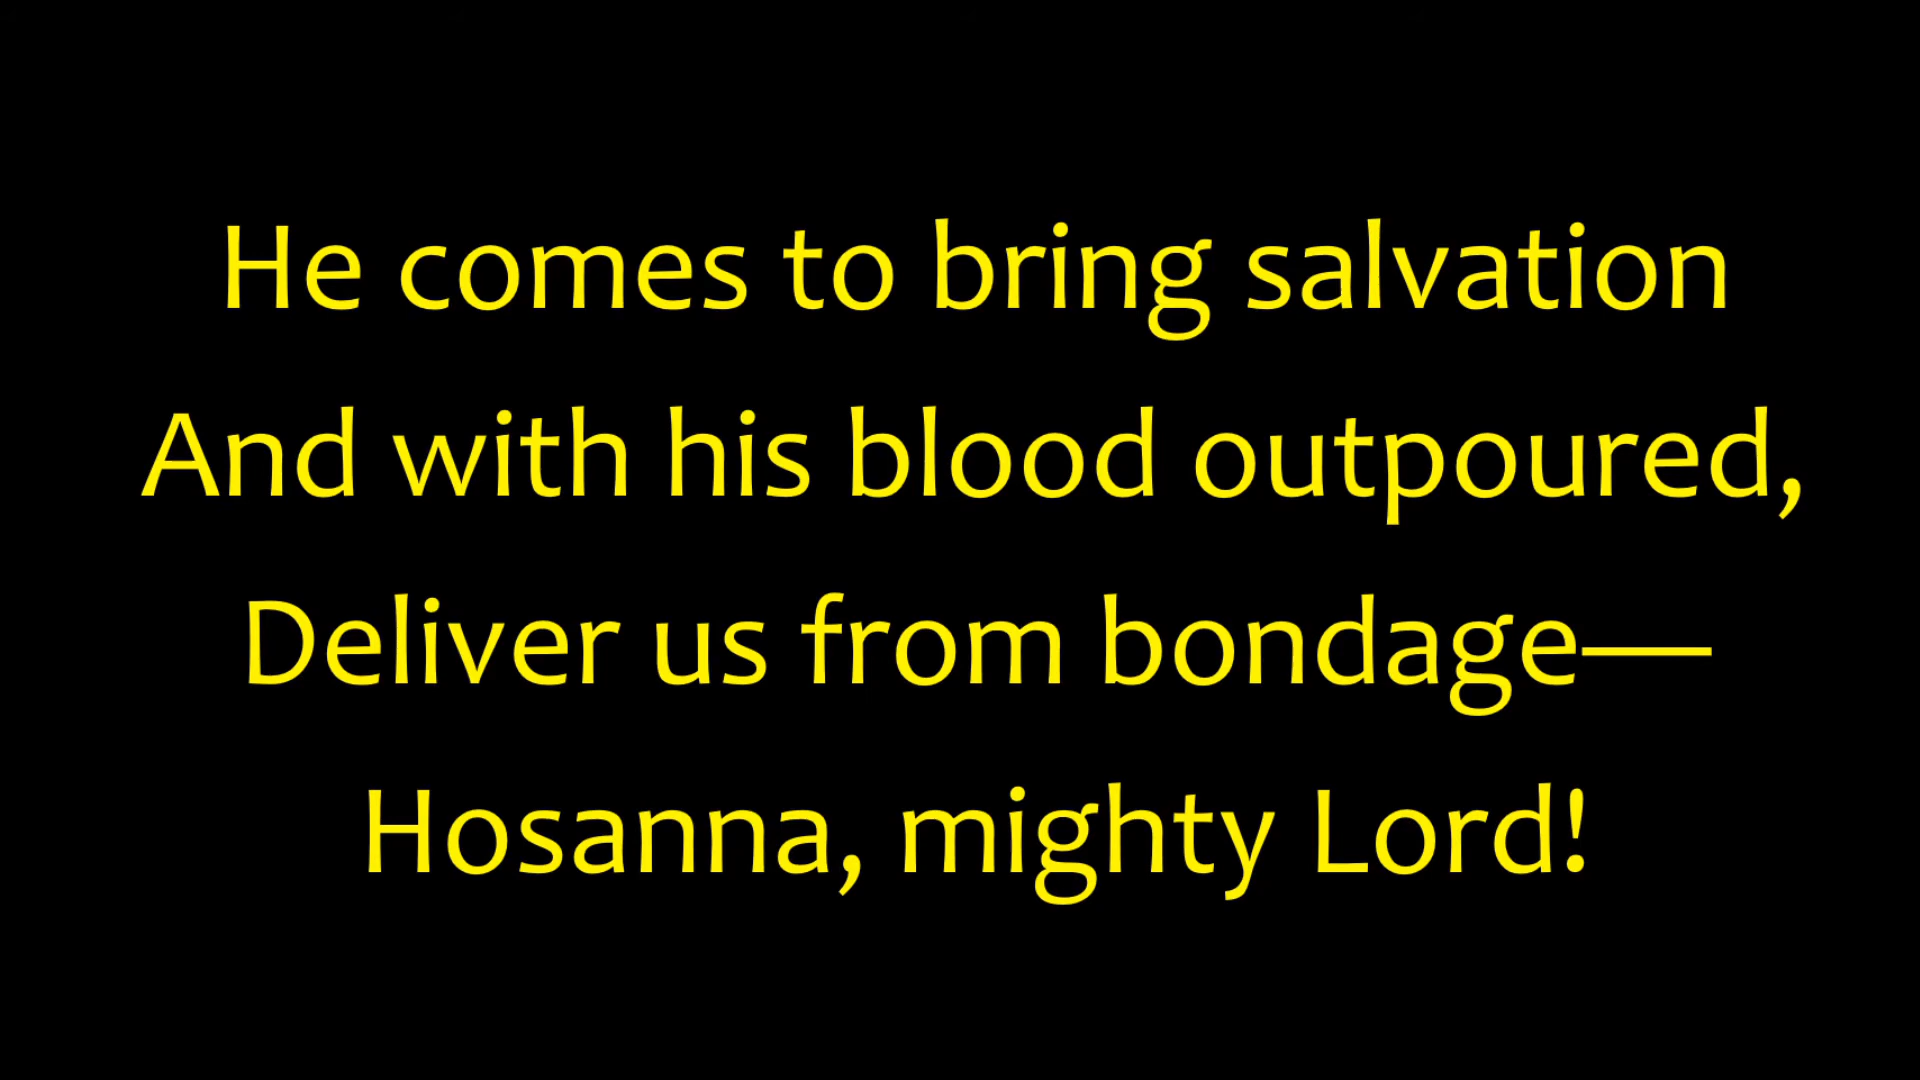 He comes to bring salvation
And with his blood outpoured,
Deliver us from bondage—
Hosanna, mighty Lord!